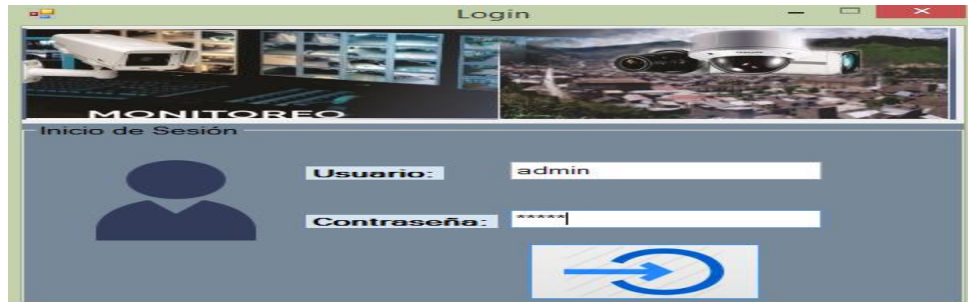 Login
MONITOREO
Inicio de Sesión
Usuario:
admin
Contraseña:
*****